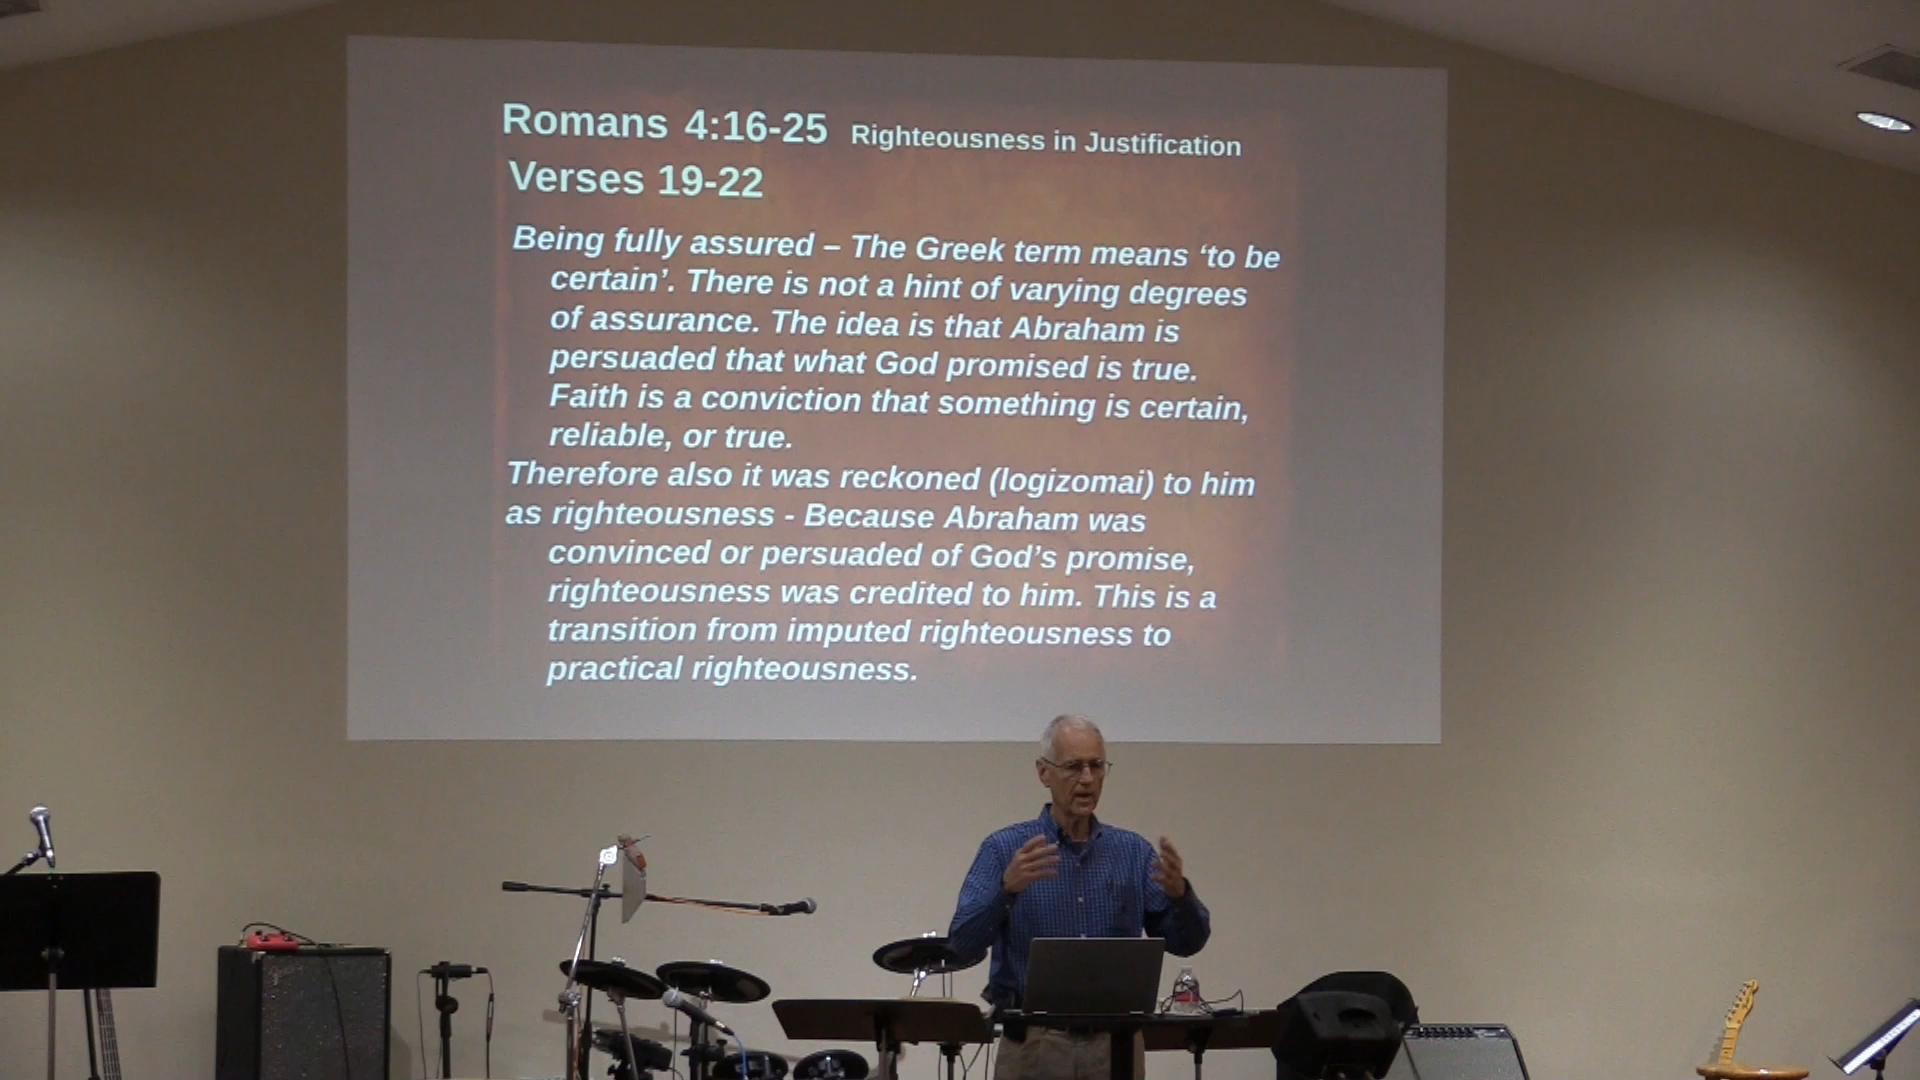 Romans 4:16-25 Righteousness in Justification
Verses 19-22
Being fully assured – The Greek term means ‘to be
certain’. There is not a hint of varying degrees
of assurance. The idea is that Abraham is
persuaded that what God promised is true.
Faith is a conviction that something is certain,
reliable, or true.
Therefore also it was reckoned (logizomai) to him
as righteousness - Because Abraham was
convinced or persuaded of God’s promise,
righteousness was credited to him. This is a
transition from imputed righteousness to
practical righteousness.